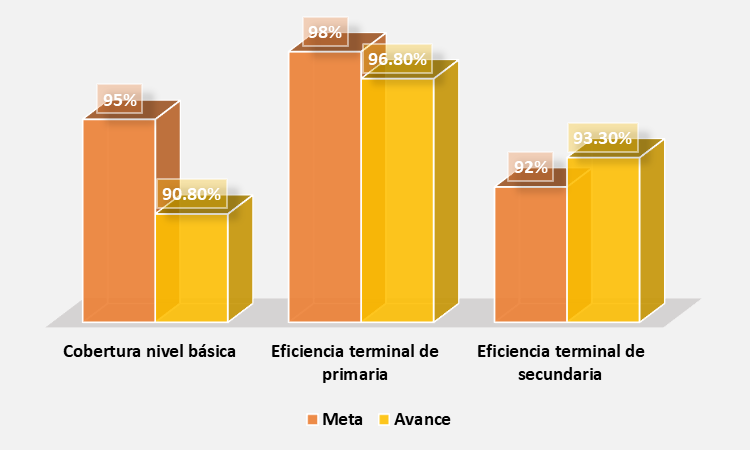 98%
96.80%
95%
93.30%
92%
90.80%
Cobertura nivel básica
Eficiencia terminal de
primaria
Eficiencia terminal de
secundaria
Meta
Avance